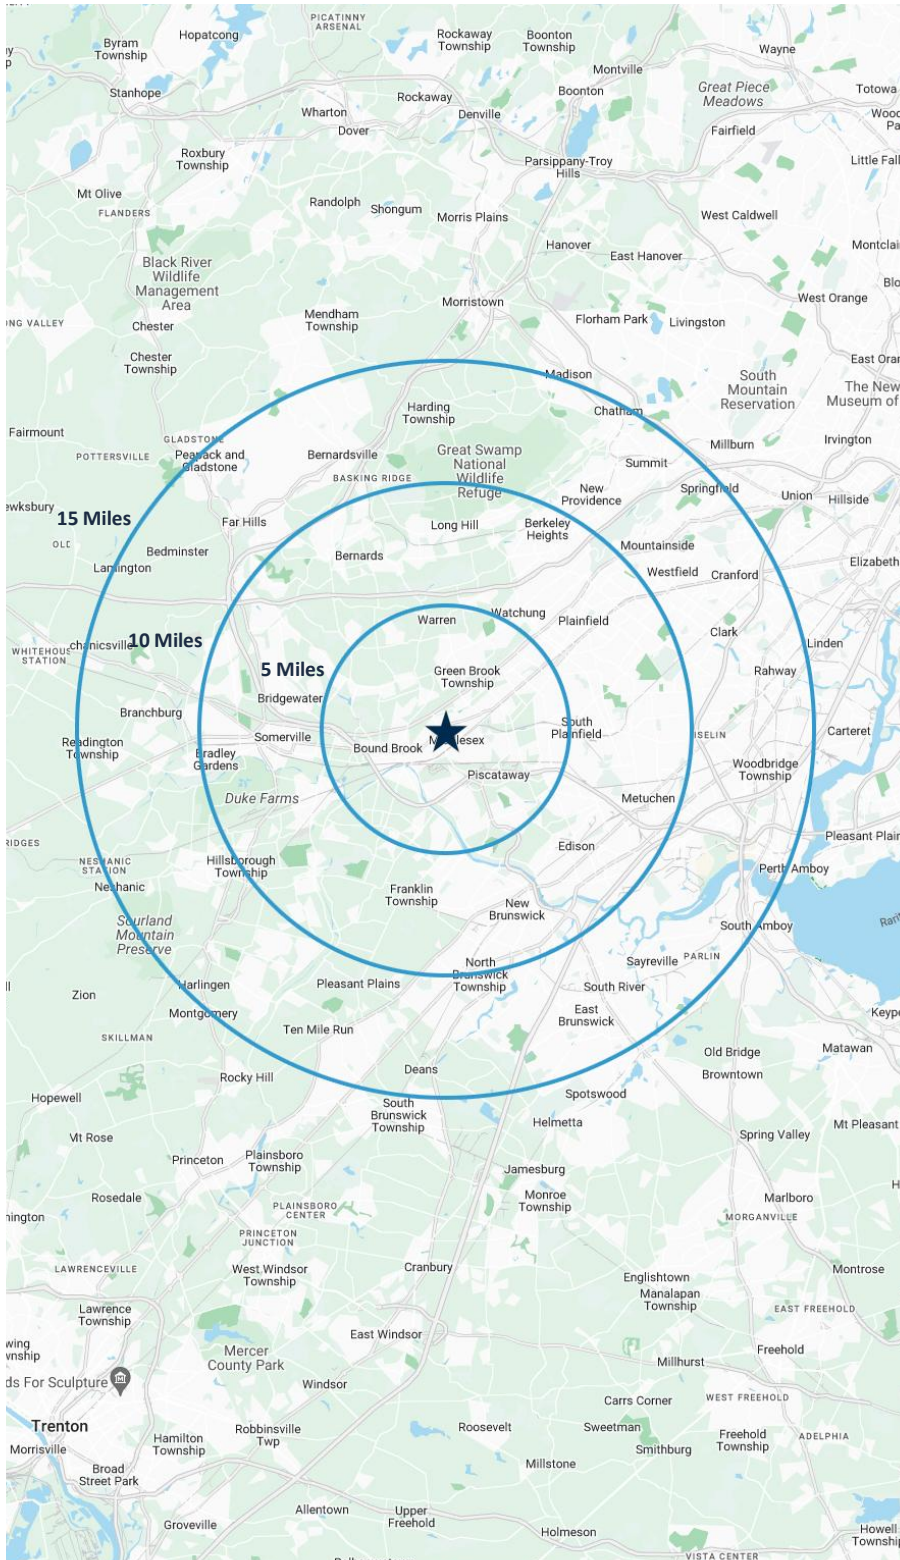 PICATINNY
ARSENAL
Hopatcong
Byram
Township
Rockaway
Township
Boonton
Township
Wayne
Montville
Stanhope
Boonton
Great Piece
Meadows
Totowa
Rockaway
Wharton
Denville
Dover
Fairfield
Roxbury
Township
Parsippany-Troy
Hills
Little Fall
Mt Olive
FLANDERS
Randolph
Shongum
Morris Plains
West Caldwell
Hanover
East Hanover
Montclai
Black River
Wildlife
Management
Area
Morristown
West Orange
Mendham
Township
Florham Park
Livingston
Chester
Chester
Township
Madison
South
Mountain
Reservation
The New
Museum of
Harding
Township
Chatham
Fairmount
GLADSTONE
Millburn
Irvington
POTTERSVILLE
Peapack and
Gladstone
Bernardsville
Great Swamp
National
Wildlife
Refuge
Summit
BASKING RIDGE
New
Providence
Springfield
Union
Hillside
15 Miles
Far Hills
Long Hill
Berkeley
Heights
Bedminster
Bernards
Mountainside
Lamington
Westfield
Cranford
Elizabeth
Warren
Watchung
Plainfield
10 Miles
Clark
Linden
5 Miles
Green Brook
Township
Rahway
Bridgewater
Branchburg
Somerville
Bound Brook
South
Plainfield
Carteret
Readington
Township
Bradley
Gardens
Piscataway
Woodbridge
Township
Duke Farms
Metuchen
Pleasant Plain
Edison
NESHANIC
STATION
Hillsborough
Township
Perth Amboy
Neshanic
Franklin
Township
New
Brunswick
Sourland
Mountain
Preserve
South Amboy
North
Brunswick
Township
Sayreville
PARLIN
Harlingen
Pleasant Plains
South River
Zion
Montgomery
Ten Mile Run
East
Brunswick
SKILLMAN
Matawan
Old Bridge
Deans
Rocky Hill
Browntown
Hopewell
South
Brunswick
Township
Spotswood
Helmetta
Mt Pleasant
Mt Rose
Spring Valley
Princeton
Plainsboro
Township
Jamesburg
Rosedale
Monroe
Township
Marlboro
PLAINSBORO
CENTER
MORGANVILLE
PRINCETON
JUNCTION
LAWRENCEVILLE
West Windsor
Township
Cranbury
Montrose
Englishtown
Manalapan
Township
Lawrence
Township
EAST FREEHOLD
East Windsor
Mercer
County Park
Freehold
Millhurst
ds For Sculpture
Windsor
Carrs Corner
WEST FREEHOLD
Trenton
Roosevelt
Sweetman
Robbinsville
Twp
Hamilton
Township
Freehold
Township
ADELPHIA
Morrisville
Smithburg
Broad
Street Park
Millstone
Allentown
Upper
Freehold
Groveville
Holmeson
Howell
Township
VISTA CENTER